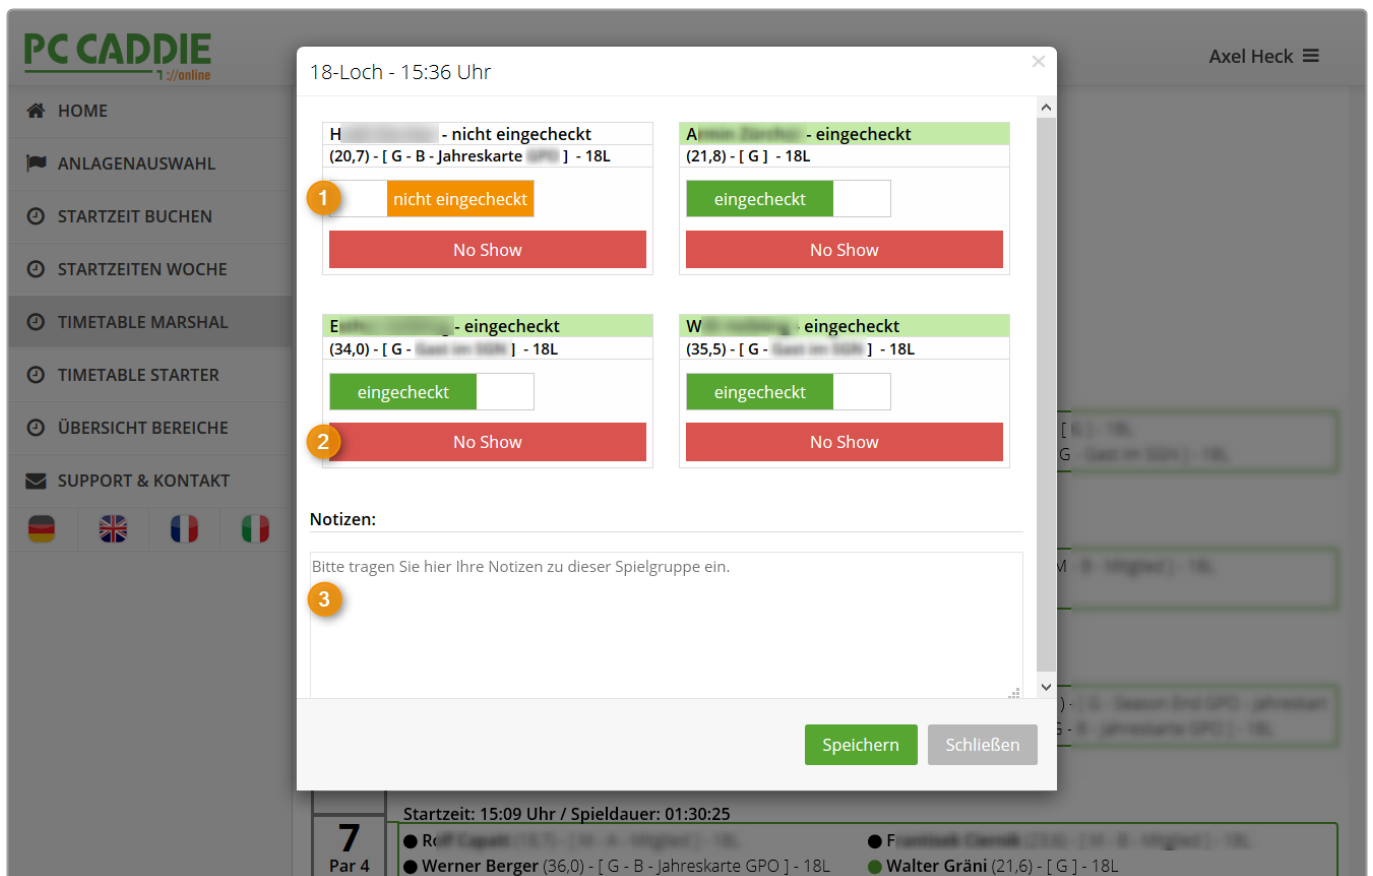 PC CADDIE
://online
Axel Heck
HOME
ANLAGENAUSWAHL
STARTZEIT BUCHEN
STARTZEITEN WOCHE
TIMETABLE MARSHAL
TIMETABLE STARTER
ÜBERSICHT BEREICHE
SUPPORT & KONTAKT
18-Loch - 15:36 Uhr
×
H - nicht eingecheckt
(20,7) - [ G - B - Jahreskarte ] - 18L
1
nicht eingecheckt
No Show
A - eingecheckt
(21,8) - [ G ] - 18L
eingecheckt
No Show
E - eingecheckt
(34,0) - [ G - ] - 18L
eingecheckt
2
No Show
W - eingecheckt
(35,5) - [ G - ] - 18L
eingecheckt
No Show
Notizen:
Bitte tragen Sie hier Ihre Notizen zu dieser Spielgruppe ein.
3
Speichern
Schließen
Startzeit: 15:09 Uhr / Spieldauer: 01:30:25
7
Par 4
Werner Berger (36,0) - [ G - B - Jahreskarte GPO ] - 18L
Walter Gräni (21,6) - [ G ] - 18L